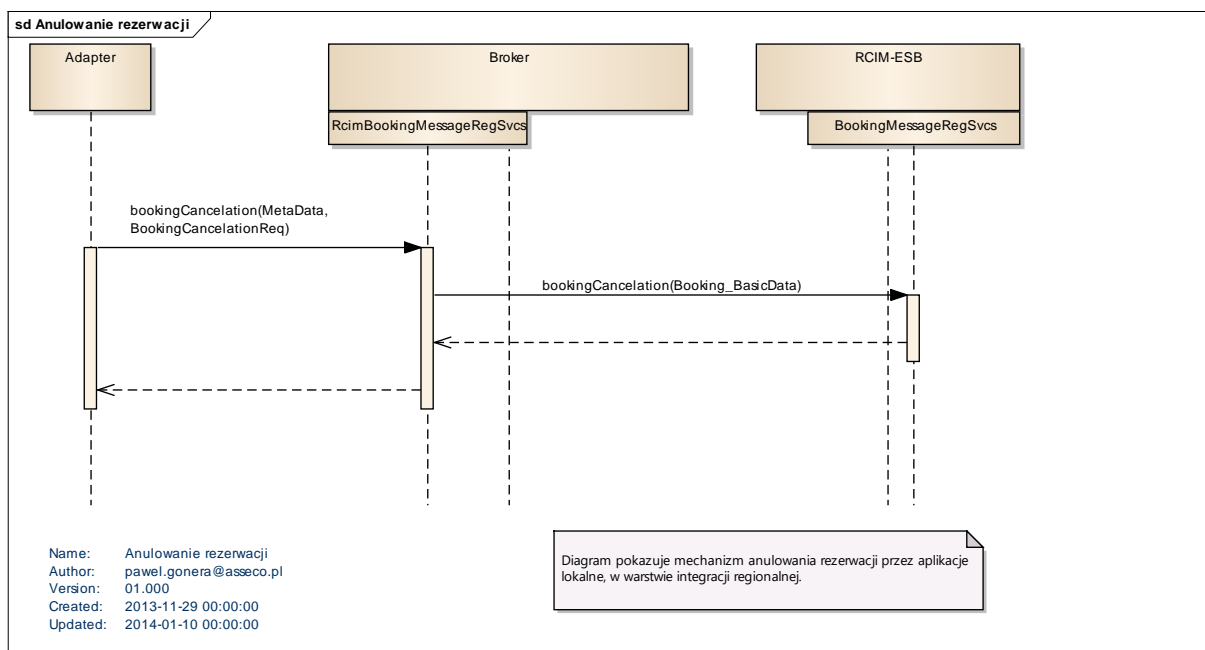 sd Anulowanie rezerwacji
Adapter
Broker
RCIM-ESB
RcimBookingMessageRegSvcs
BookingMessageRegSvcs
bookingCancelation(MetaData,
BookingCancelationReq)
bookingCancelation(Booking_BasicData)
Name: Anulowanie rezerwacji
Author: pawel.gonera@asseco.pl
Version: 01.000
Created: 2013-11-29 00:00:00
Updated: 2014-01-10 00:00:00
Diagram pokazuje mechanizm anulowania rezerwacji przez aplikacje
lokalne, w warstwie integracji regionalnej.